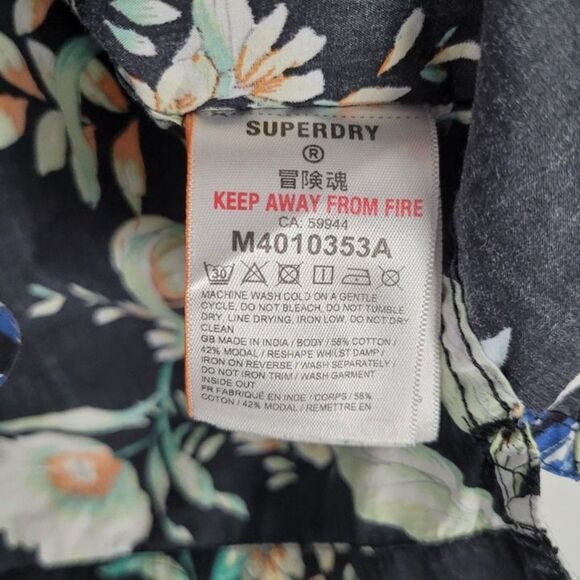 SUPERDRY
®
冒険魂
KEEP AWAY FROM FIRE
CA: 59944
M4010353A
30
MACHINE WASH COLD ON A GENTLE
CYCLE, DO NOT BLEACH, DO NOT TUMBLE
DRY, LINE DRYING, IRON LOW, DO NOT DRY
CLEAN
GB MADE IN INDIA / BODY / 58% COTTON /
42% MODAL / RESHAPE WHILST DAMP /
IRON ON REVERSE / WASH SEPARATELY /
DO NOT IRON TRIM / WASH GARMENT
INSIDE OUT
FR FABRIQUÉ EN INDE / CORPS / 58%
COTON / 42% MODAL / REMETTRE EN